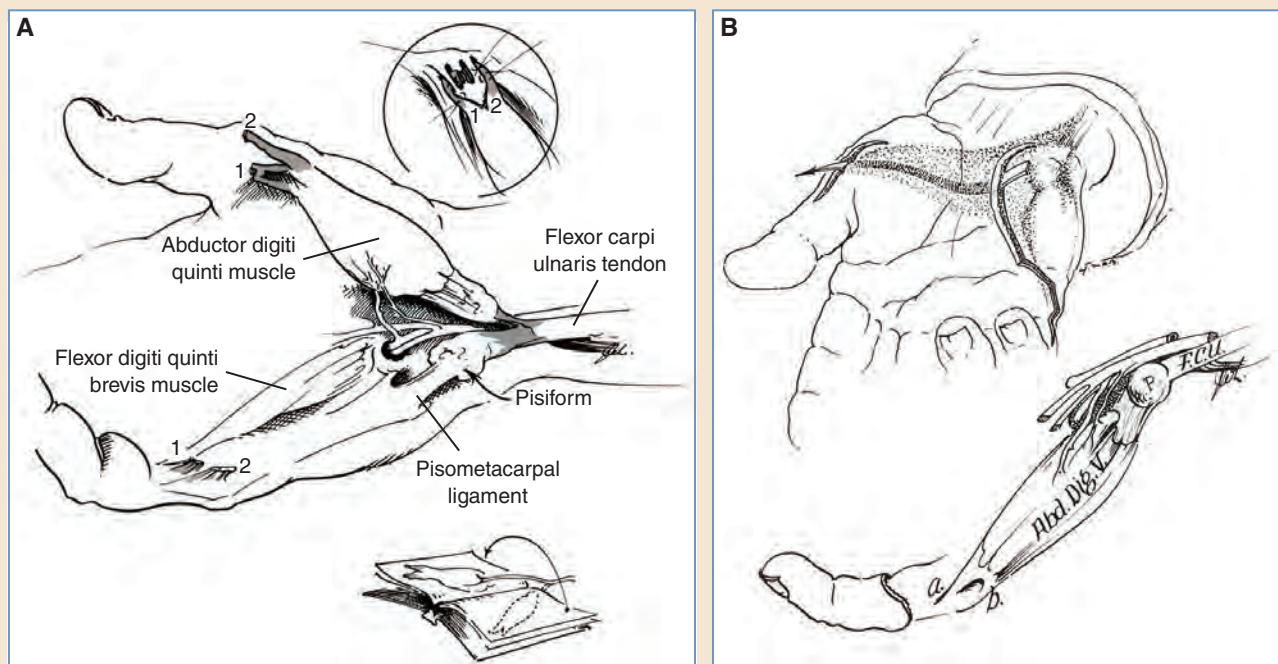 A
2
1
1
2
Abductor digiti
quinti muscle
Flexor carpi
ulnaris tendon
Flexor digiti quinti
brevis muscle
Pisiform
1
2
Pisometacarpal
ligament
B
P
F.C.U.
Abd. Dig. V.
a.
b.